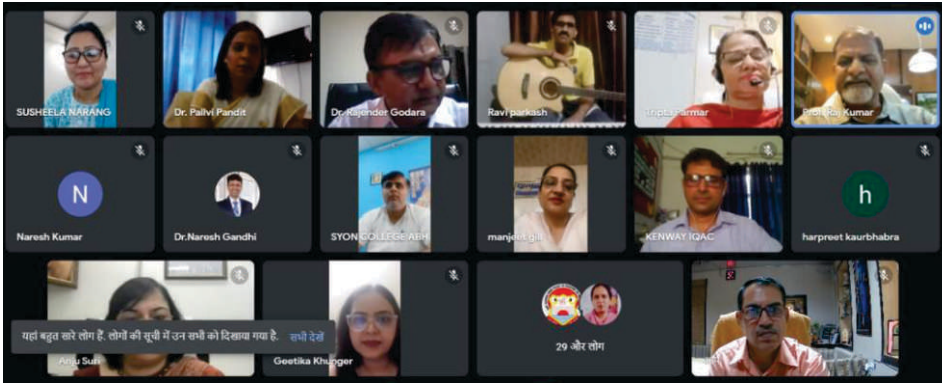 SUSHEELA NARANG
Dr. Pallvi Pandit
Dr. Rajender Godara
Ravi parkash
Tripta Parmar
Prof. Raj Kumar
N
Naresh Kumar
Dr.Naresh Gandhi
SYON COLLEGE ABH
manjeet gill
KENWAY IQAC
h
harpreet kaurbhabra
यहां बहुत सारे लोग हैं. लोगों की सूची में उन सभी को दिखाया गया है. सभी देखें
Anju Suri
Geetika Khunger
29 और लोग